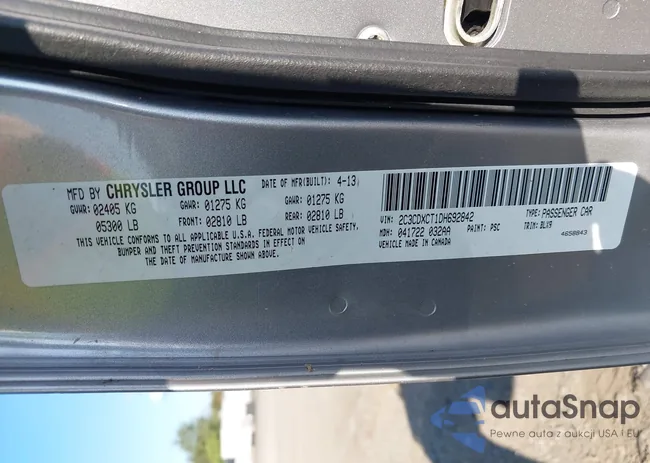 MFD BY CHRYSLER GROUP LLC DATE OF MFR(BUILT): 4-13
GVWR: 02405 KG GAWR: 01275 KG GAWR: 01275 KG
05300 LB FRONT: 02810 LB REAR: 02810 LB
THIS VEHICLE CONFORMS TO ALL APPLICABLE U.S.A. FEDERAL MOTOR VEHICLE SAFETY,
BUMPER AND THEFT PREVENTION STANDARDS IN EFFECT ON
THE DATE OF MANUFACTURE SHOWN ABOVE.
VIN: 2C3CDXCT1DH692842 TYPE: PASSENGER CAR
MDH: 041722 032AA PAINT: PSC TRIM: BLX9
VEHICLE MADE IN CANADA 4658843
autoSnap
Pewne auta z aukcji USA i EU